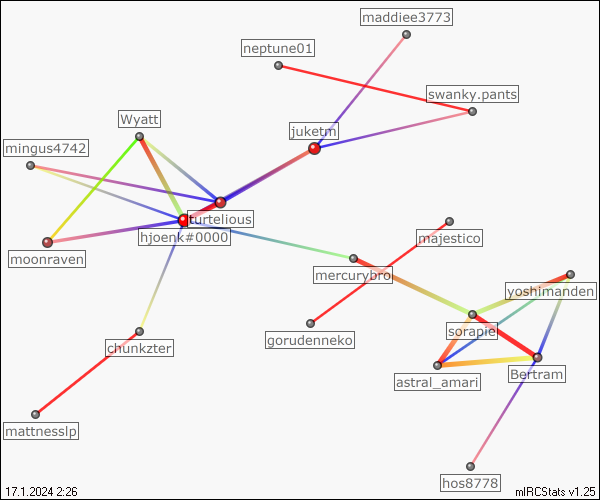 maddiee3773
neptune01
swanky.pants
Wyatt
juketm
mingus4742
turtelious
hjoenk#0000
majestico
moonraven
mercurybro
yoshimanden
sorapie
gorudenneko
chunkzter
Bertram
astral_amari
mattnesslp
hos8778
17.1.2024 2:26
mIRCStats v1.25